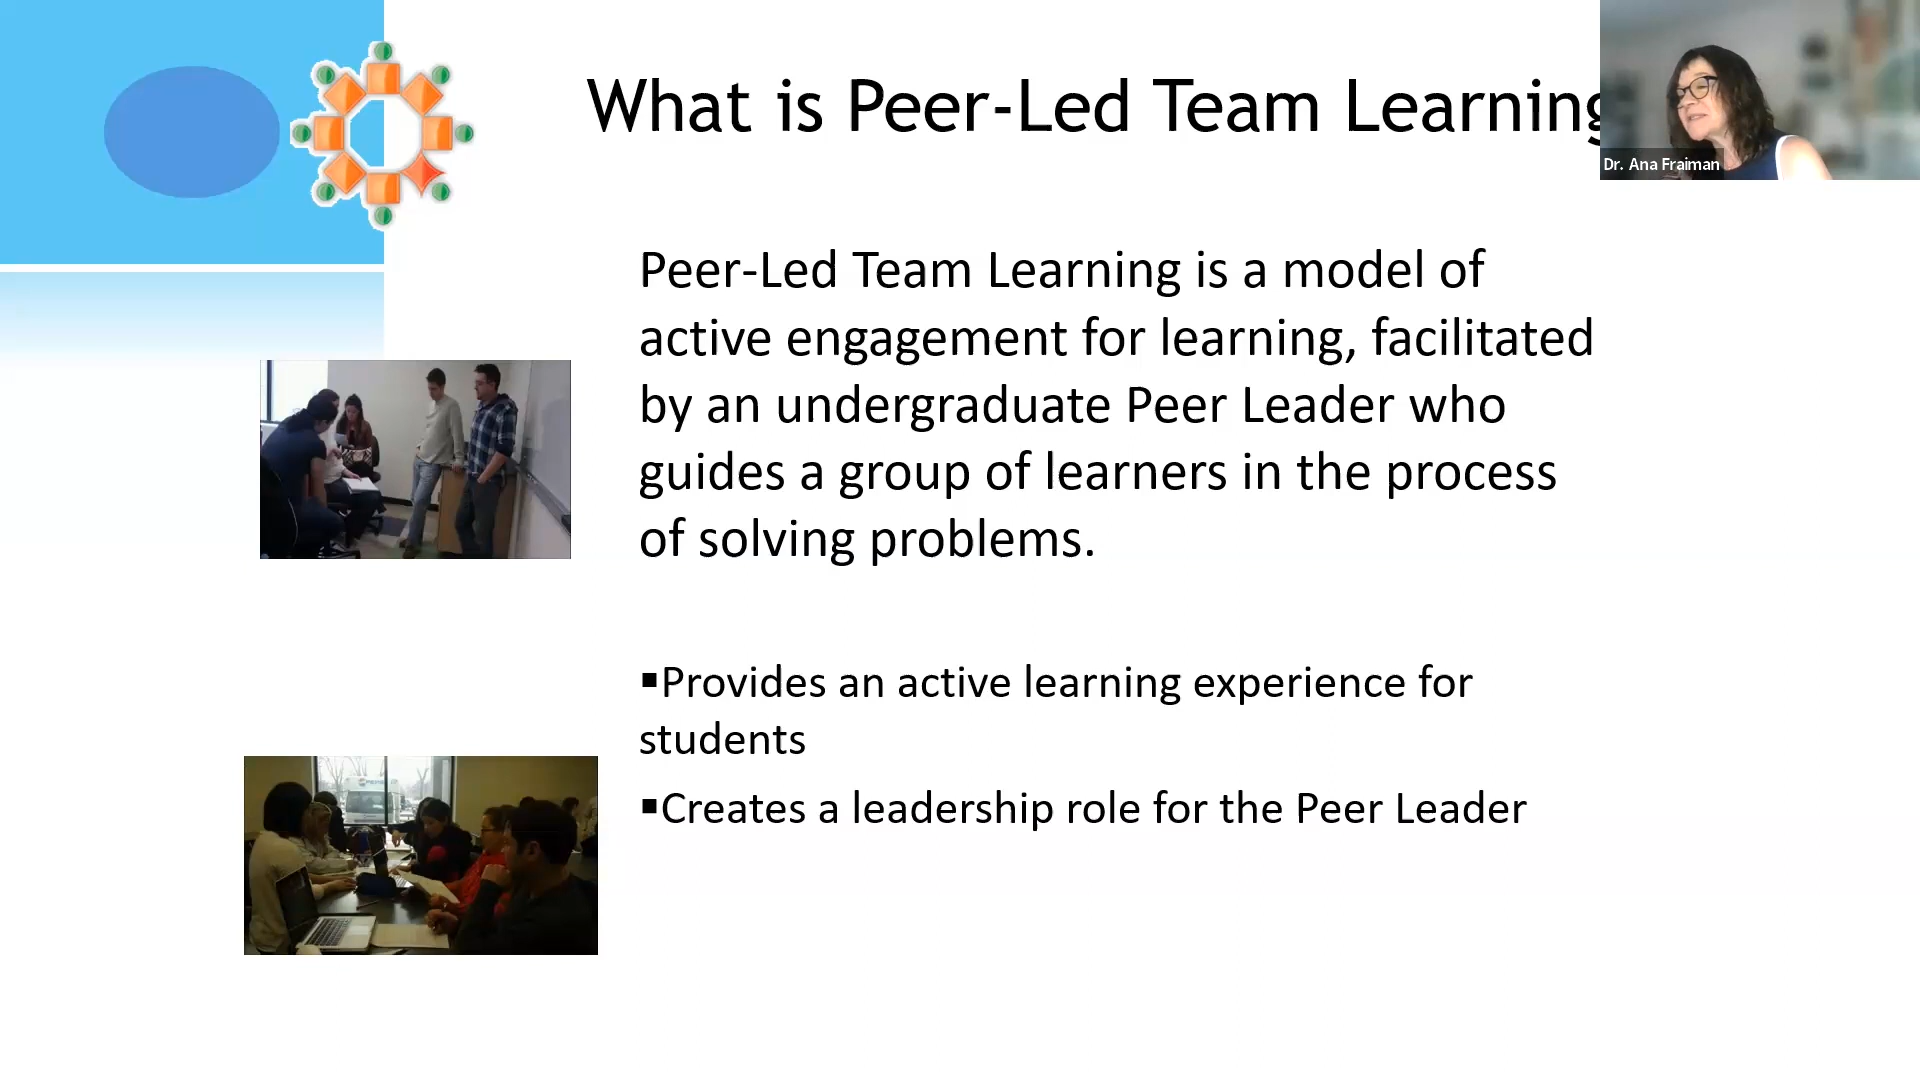 What is Peer-Led Team Learning
Dr. Ana Fraiman
Peer-Led Team Learning is a model of
active engagement for learning, facilitated
by an undergraduate Peer Leader who
guides a group of learners in the process
of solving problems.
▪Provides an active learning experience for
students
▪Creates a leadership role for the Peer Leader